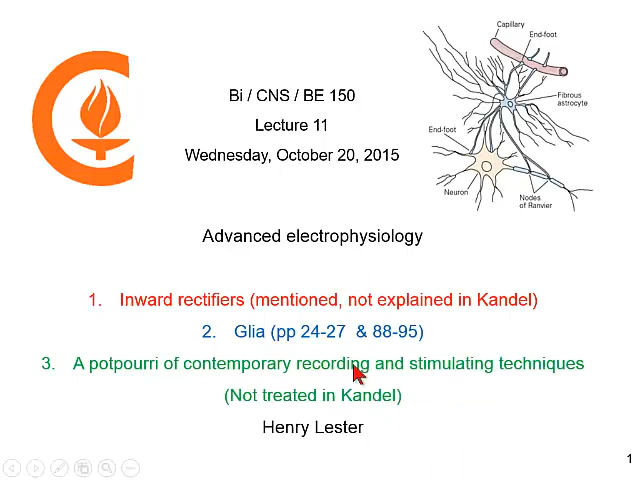 Bi / CNS / BE 150
Lecture 11
Wednesday, October 20, 2015
Capillary
End-foot
Fibrous
astrocyte
End-foot
Neuron
Nodes
of Ranvier
Advanced electrophysiology
1. Inward rectifiers (mentioned, not explained in Kandel)
2. Glia (pp 24-27 & 88-95)
3. A potpourri of contemporary recording and stimulating techniques
(Not treated in Kandel)
Henry Lester
1